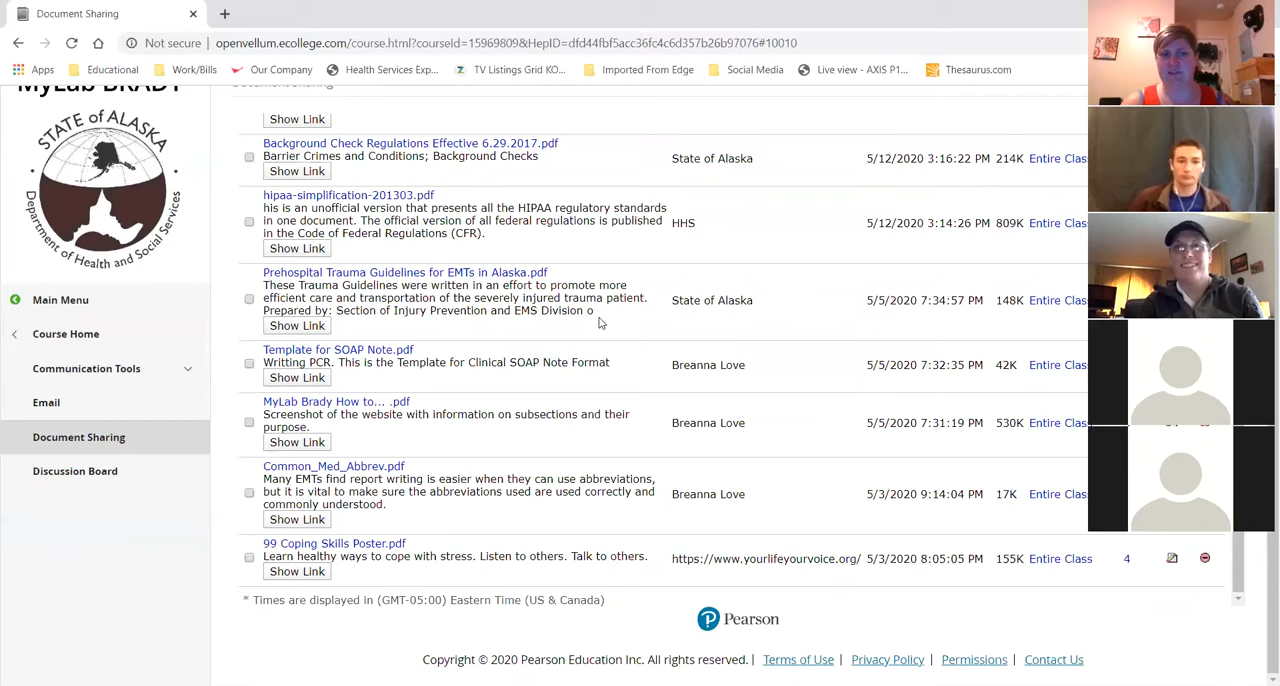 Document Sharing
Not secure
openvellum.ecollege.com/course.html?courseId=15969809&HepID=dfd44fbf5acc36fc4c6d357b26b97076#10010
Apps
Educational
Work/Bills
Our Company
Health Services Exp...
TV Listings Grid KO...
Imported From Edge
Social Media
Live view - AXIS P1...
Thesaurus.com
MyLab BRADY
STATE of ALASKA
Department of Health and Social Services
Main Menu
Course Home
Communication Tools
Email
Document Sharing
Discussion Board
Document Sharing
Show Link
Background Check Regulations Effective 6.29.2017.pdf
Barrier Crimes and Conditions; Background Checks
Show Link
State of Alaska
5/12/2020 3:16:22 PM
214K
Entire Clas
hipaa-simplification-201303.pdf
his is an unofficial version that presents all the HIPAA regulatory standards
in one document. The official version of all federal regulations is published
in the Code of Federal Regulations (CFR).
Show Link
HHS
5/12/2020 3:14:26 PM
809K
Entire Clas
Prehospital Trauma Guidelines for EMTs in Alaska.pdf
These Trauma Guidelines were written in an effort to promote more
efficient care and transportation of the severely injured trauma patient.
Prepared by: Section of Injury Prevention and EMS Division o
Show Link
State of Alaska
5/5/2020 7:34:57 PM
148K
Entire Clas
Template for SOAP Note.pdf
Writting PCR. This is the Template for Clinical SOAP Note Format
Show Link
Breanna Love
5/5/2020 7:32:35 PM
42K
Entire Clas
MyLab Brady How to... .pdf
Screenshot of the website with information on subsections and their
purpose.
Show Link
Breanna Love
5/5/2020 7:31:19 PM
530K
Entire Clas
Common_Med_Abbrev.pdf
Many EMTs find report writing is easier when they can use abbreviations,
but it is vital to make sure the abbreviations used are used correctly and
commonly understood.
Show Link
Breanna Love
5/3/2020 9:14:04 PM
17K
Entire Clas
99 Coping Skills Poster.pdf
Learn healthy ways to cope with stress. Listen to others. Talk to others.
Show Link
https://www.yourlifeyourvoice.org/
5/3/2020 8:05:05 PM
155K
Entire Class
4
* Times are displayed in (GMT-05:00) Eastern Time (US & Canada)
Pearson
Copyright © 2020 Pearson Education Inc. All rights reserved. | Terms of Use | Privacy Policy | Permissions | Contact Us